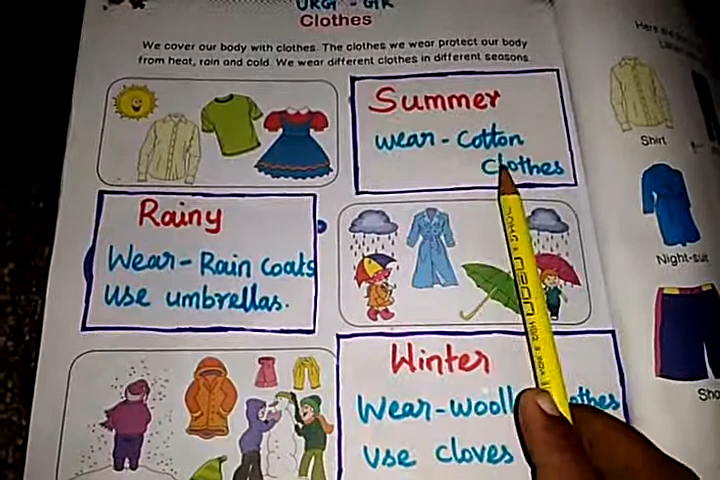 UKG - GK
Clothes
We cover our body with clothes. The clothes we wear protect our body
from heat, rain and cold. We wear different clothes in different seasons.
Summer
wear - Cotton
Clothes
Rainy
Wear - Rain coats
Use umbrellas.
Winter
Wear - 
Use cloves
Here are
Shirt
Night-suit